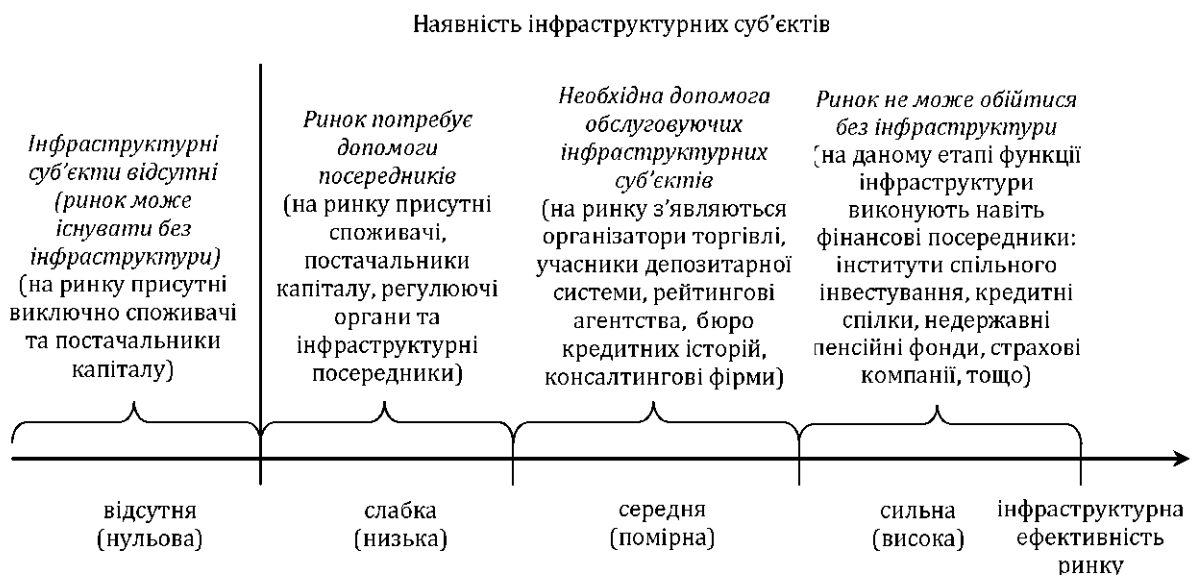 Наявність інфраструктурних суб’єктів
Інфраструктурні
суб’єкти відсутні
(ринок може
існувати без
інфраструктури)
(на ринку присутні
виключно споживачі
та постачальники
капіталу)
Ринок потребує
допомоги
посередників
(на ринку присутні
споживачі,
постачальники
капіталу, регулюючі
органи та
інфраструктурні
посередники)
Необхідна допомога
обслуговуючих
інфраструктурних
суб’єктів
(на ринку з’являються
організатори торгівлі,
учасники депозитарної
системи, рейтингові
агентства, бюро
кредитних історій,
консалтингові фірми)
Ринок не може обійтися
без інфраструктури
(на даному етапі функції
інфраструктури
виконують навіть
фінансові посередники:
інститути спільного
інвестування, кредитні
спілки, недержавні
пенсійні фонди, страхові
компанії, тощо)
відсутня
(нульова)
слабка
(низька)
середня
(помірна)
сильна
(висока)
інфраструктурна
ефективність
ринку